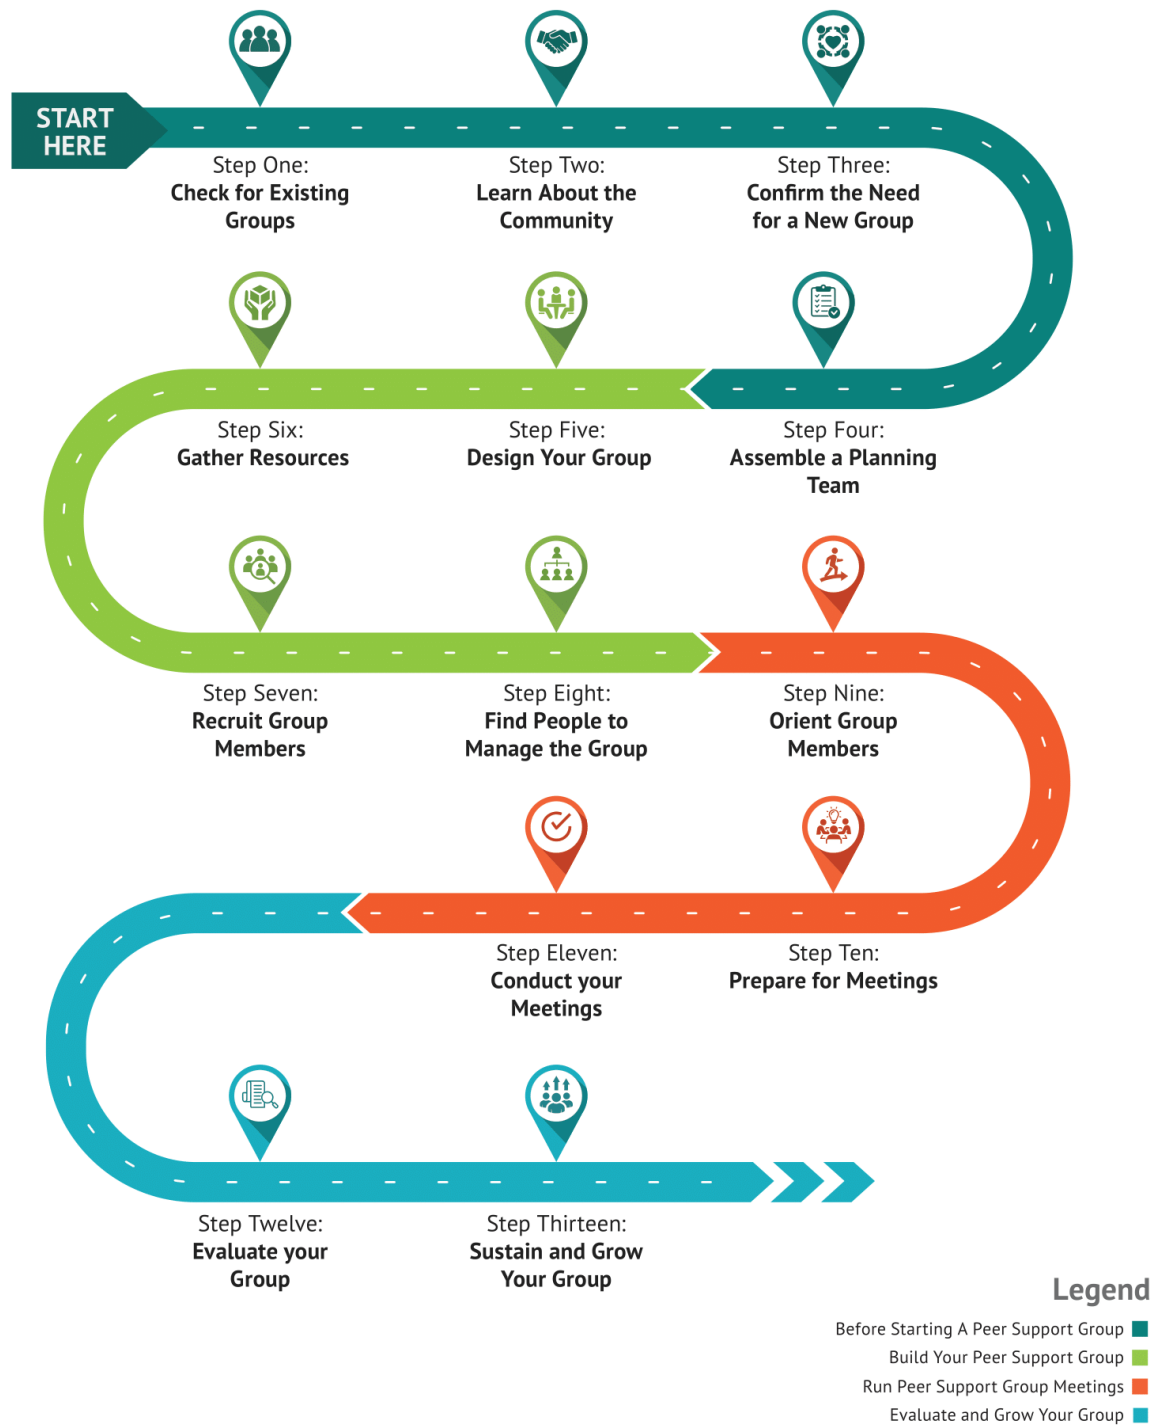 START
HERE
Step One:
Check for Existing
Groups
Step Two:
Learn About the
Community
Step Three:
Confirm the Need
for a New Group
Step Four:
Assemble a Planning
Team
Step Five:
Design Your Group
Step Six:
Gather Resources
Step Seven:
Recruit Group
Members
Step Eight:
Find People to
Manage the Group
Step Nine:
Orient Group
Members
Step Ten:
Prepare for Meetings
Step Eleven:
Conduct your
Meetings
Step Twelve:
Evaluate your
Group
Step Thirteen:
Sustain and Grow
Your Group
Legend
Before Starting A Peer Support Group
Build Your Peer Support Group
Run Peer Support Group Meetings
Evaluate and Grow Your Group